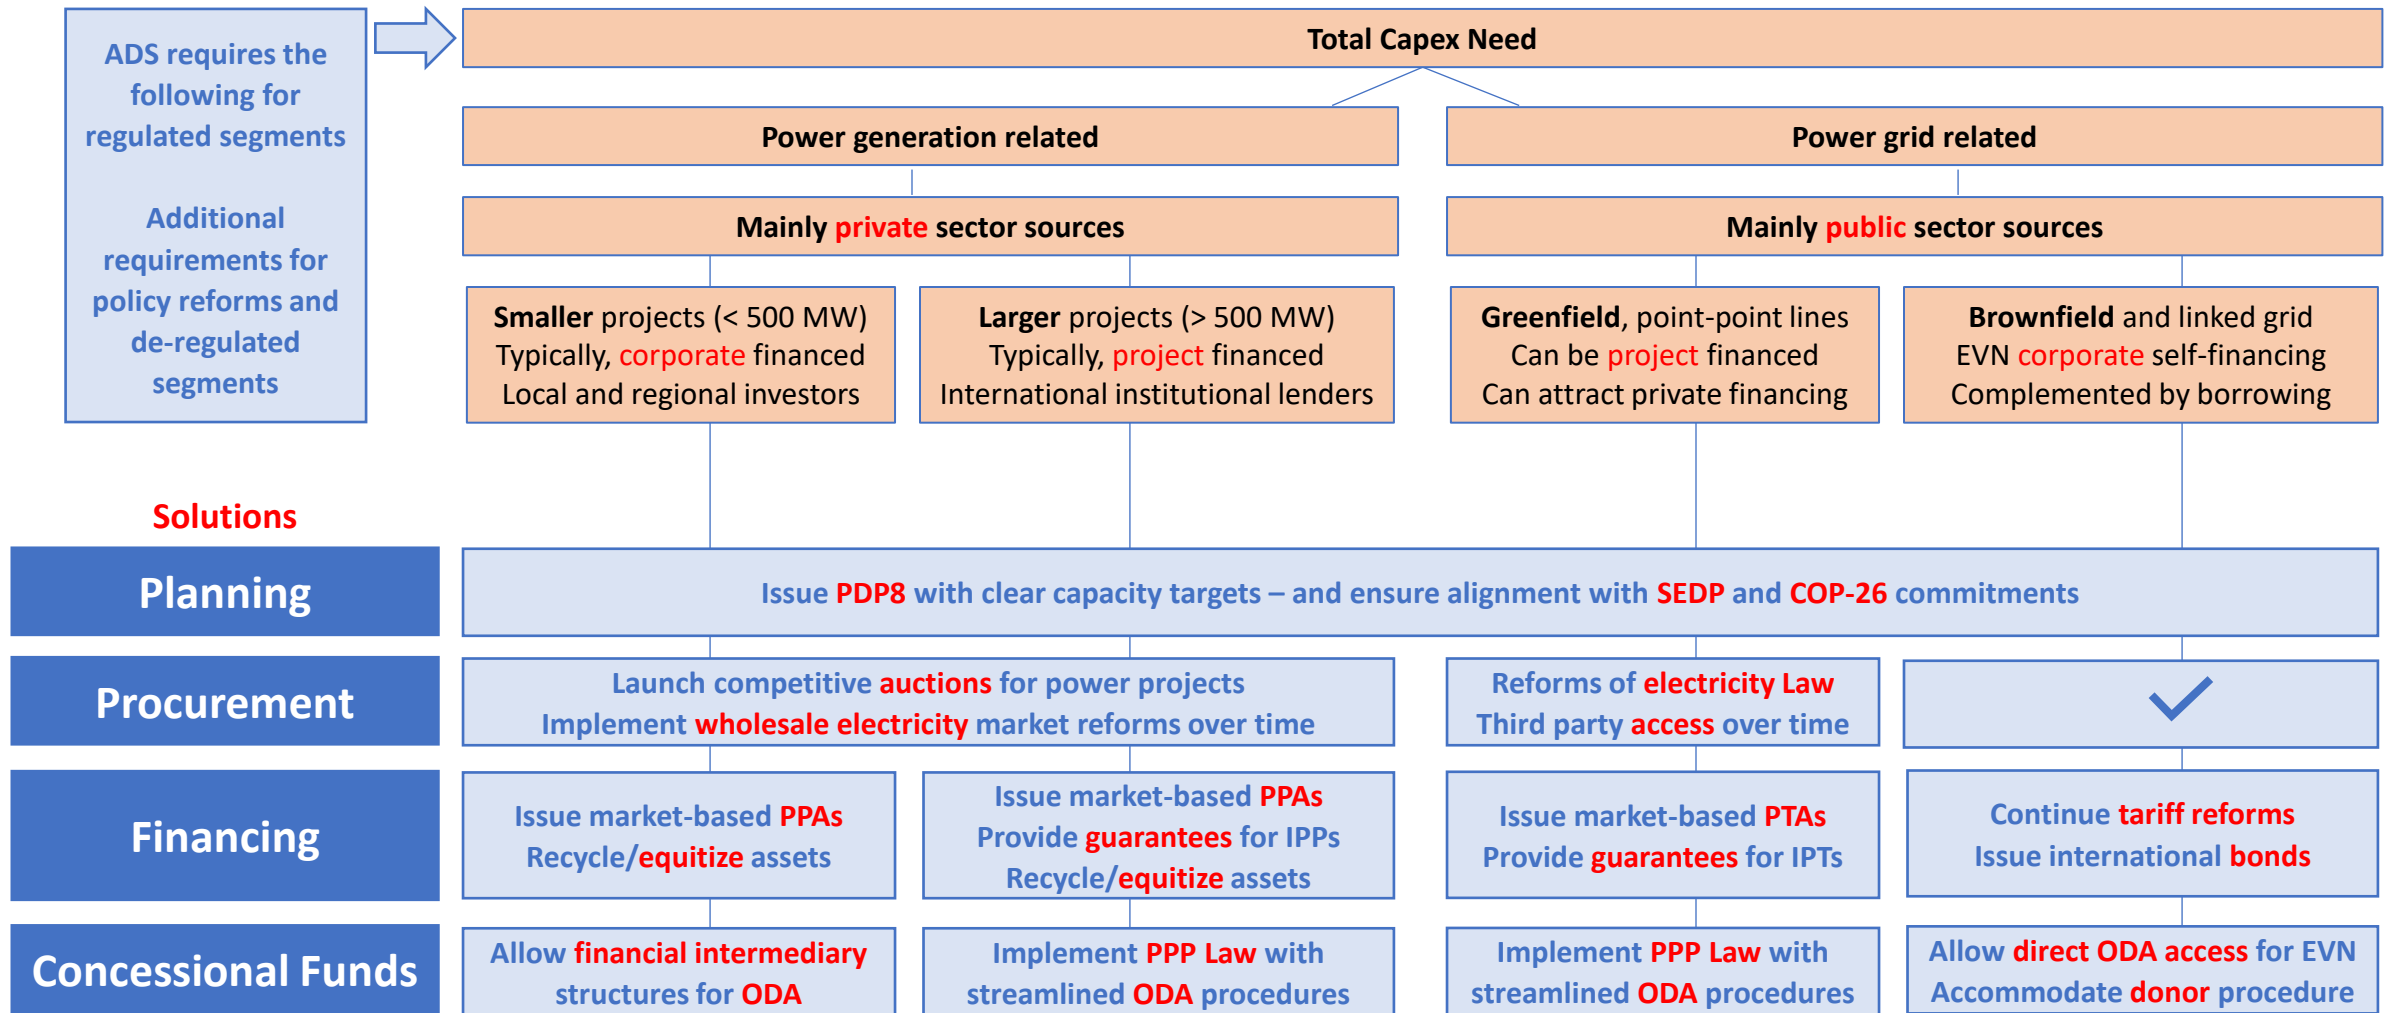 ADS requires the
following for
regulated segments
Additional
requirements for
policy reforms and
de-regulated
segments
Total Capex Need
Power generation related
Power grid related
Mainly private sector sources
Mainly public sector sources
Smaller projects (< 500 MW)
Typically, corporate financed
Local and regional investors
Larger projects (> 500 MW)
Typically, project financed
International institutional lenders
Greenfield, point-point lines
Can be project financed
Can attract private financing
Brownfield and linked grid
EVN corporate self-financing
Complemented by borrowing
Solutions
Planning
Issue PDP8 with clear capacity targets – and ensure alignment with SEDP and COP-26 commitments
Procurement
Launch competitive auctions for power projects
Implement wholesale electricity market reforms over time
Reforms of electricity Law
Third party access over time
Financing
Issue market-based PPAs
Recycle/equitize assets
Issue market-based PPAs
Provide guarantees for IPPs
Recycle/equitize assets
Issue market-based PTAs
Provide guarantees for IPTs
Continue tariff reforms
Issue international bonds
Concessional Funds
Allow financial intermediary
structures for ODA
Implement PPP Law with
streamlined ODA procedures
Implement PPP Law with
streamlined ODA procedures
Allow direct ODA access for EVN
Accommodate donor procedure